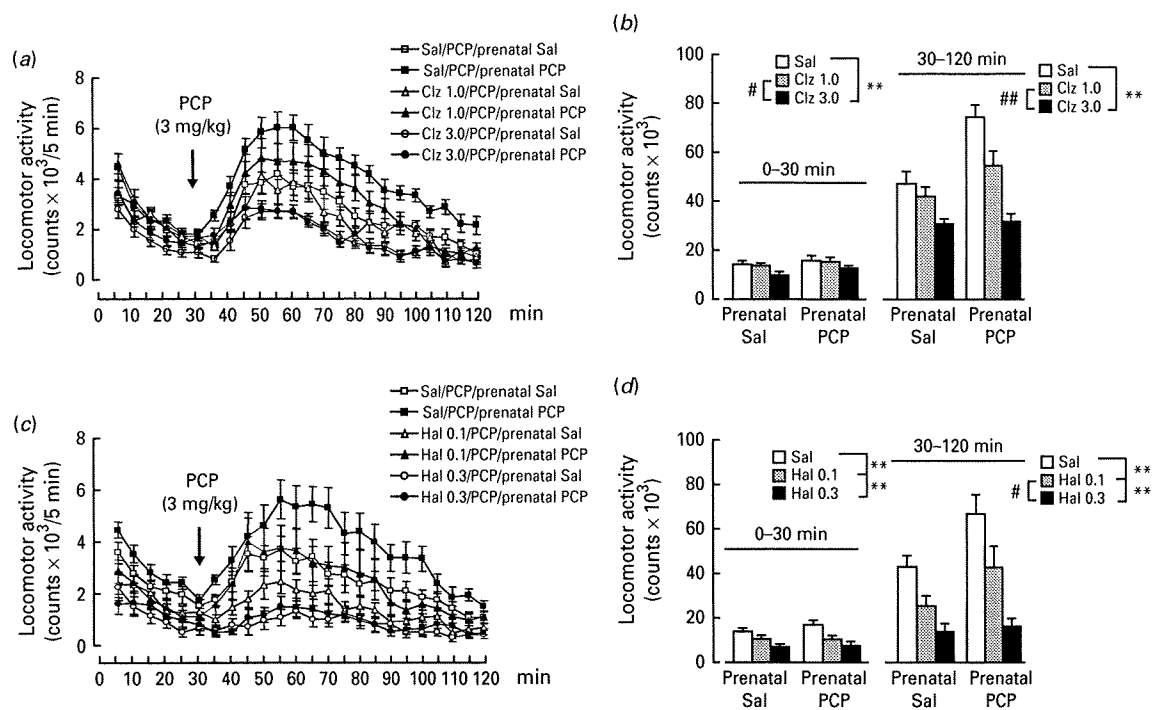 (a)
Sal/PCP/prenatal Sal
Sal/PCP/prenatal PCP
Clz 1.0/PCP/prenatal Sal
Clz 1.0/PCP/prenatal PCP
Clz 3.0/PCP/prenatal Sal
Clz 3.0/PCP/prenatal PCP
PCP
(3 mg/kg)
Locomotor activity
(counts × 10³/5 min)
8
6
4
2
0
0 10 20 30 40 50 60 70 80 90 100 110 120 min
(b)
Locomotor activity
(counts × 10³)
100
80
60
40
20
0
Sal
# Clz 1.0 **
Clz 3.0
0–30 min
30–120 min
Sal
## Clz 1.0 **
Clz 3.0
Prenatal Prenatal Prenatal Prenatal
Sal PCP Sal PCP
(c)
Sal/PCP/prenatal Sal
Sal/PCP/prenatal PCP
Hal 0.1/PCP/prenatal Sal
Hal 0.1/PCP/prenatal PCP
Hal 0.3/PCP/prenatal Sal
Hal 0.3/PCP/prenatal PCP
PCP
(3 mg/kg)
Locomotor activity
(counts × 10³/5 min)
8
6
4
2
0
0 10 20 30 40 50 60 70 80 90 100 110 120 min
(d)
Locomotor activity
(counts × 10³)
100
80
60
40
20
0
Sal **
Hal 0.1 **
Hal 0.3
0–30 min
30–120 min
Sal **
# Hal 0.1 **
Hal 0.3
Prenatal Prenatal Prenatal Prenatal
Sal PCP Sal PCP